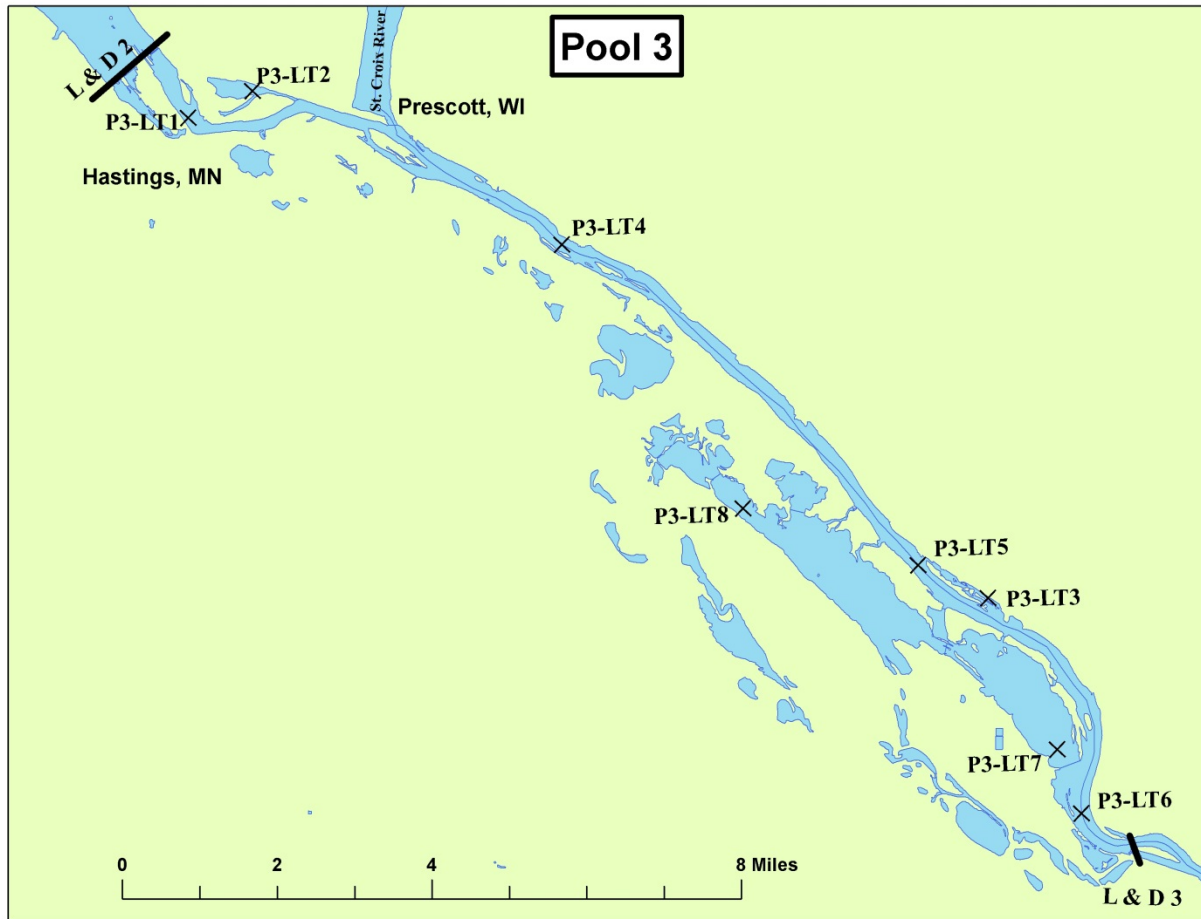 Pool 3
L & D 2
P3-LT2
St. Croix River
Prescott, WI
P3-LT1
Hastings, MN
P3-LT4
P3-LT8
P3-LT5
P3-LT3
P3-LT7
P3-LT6
0 2 4 8 Miles
L & D 3